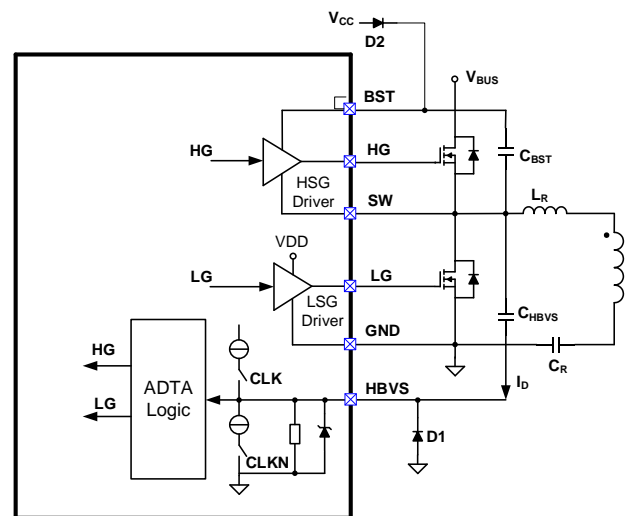 VCC
D2
VBUS
BST
HG
HG
CBST
HSG
Driver
SW
LR
VDD
LG
LG
LSG
Driver
CHBVS
GND
CR
HG
CLK
HBVS
ID
ADTA
Logic
LG
CLKN
D1